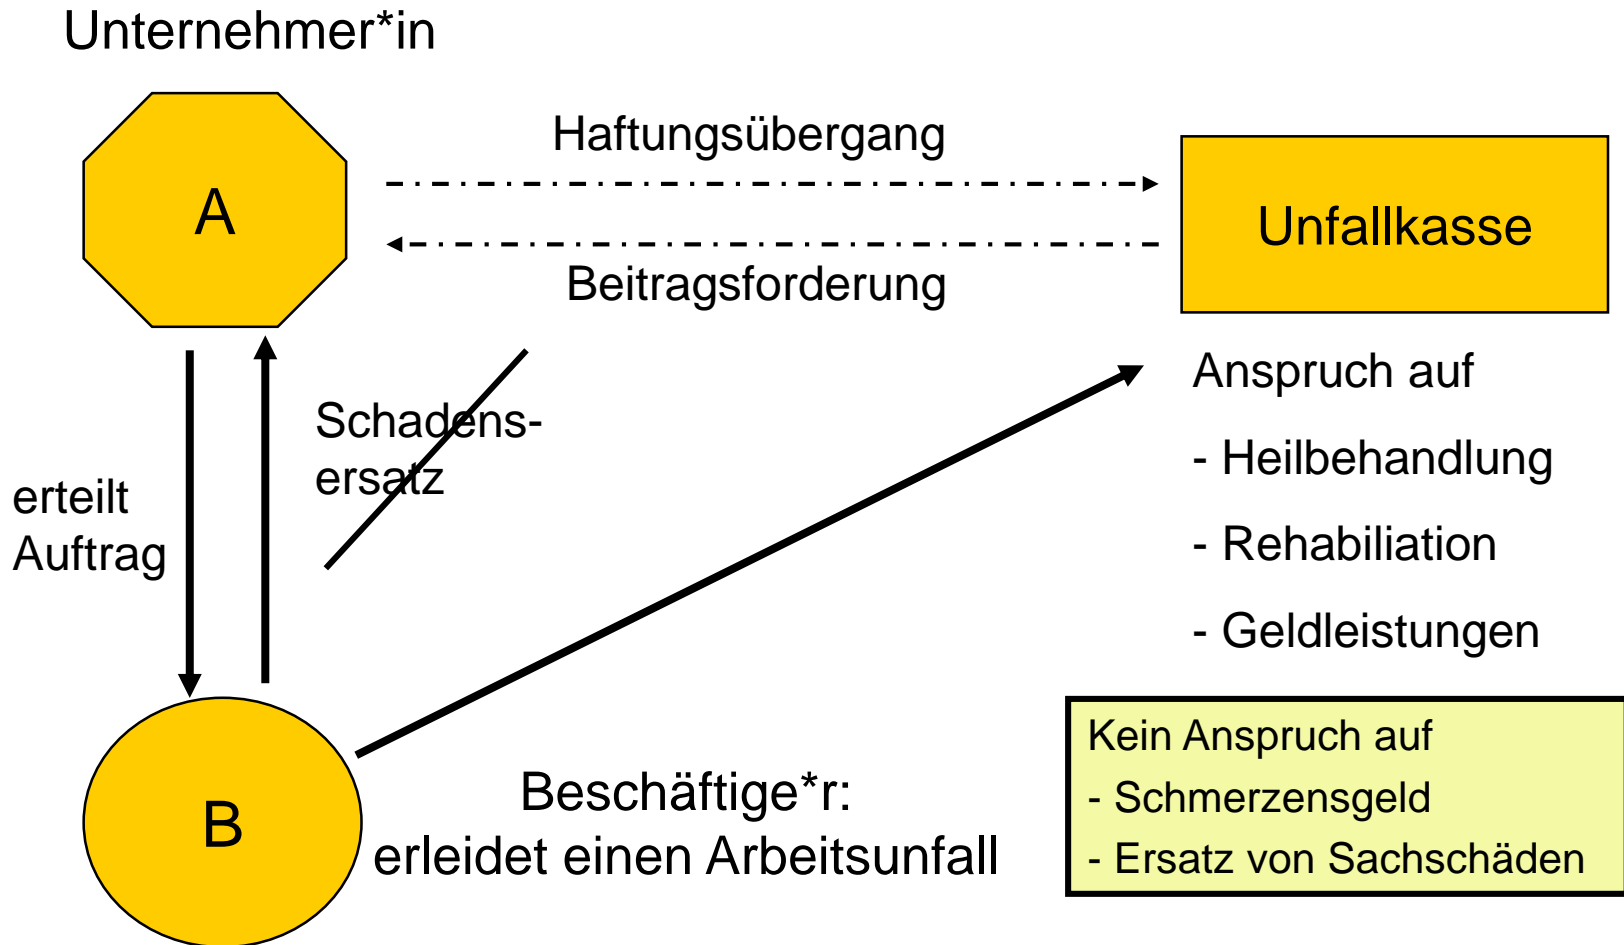 Unternehmer*in
A
Haftungsübergang
Beitragsforderung
Unfallkasse
Schadens-
ersatz
erteilt
Auftrag
Anspruch auf
- Heilbehandlung
- Rehabiliation
- Geldleistungen
B
Beschäftige*r:
erleidet einen Arbeitsunfall
Kein Anspruch auf
- Schmerzensgeld
- Ersatz von Sachschäden